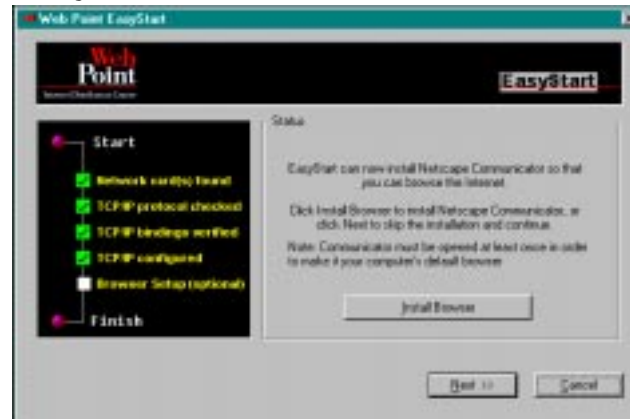 Web Point EasyStart
Web
Point
EasyStart
Start
Network card(s) found
TCP/IP protocol checked
TCP/IP bindings verified
TCP/IP configured
Browser Setup (optional)
Finish
Status
EasyStart can now install Netscape Communicator so that
you can browse the Internet.
Click Install Browser to install Netscape Communicator, or
click Next to skip the installation and continue.
Note: Communicator must be opened at least once in order
to make it your computer's default browser
Install Browser
Next >>
Cancel